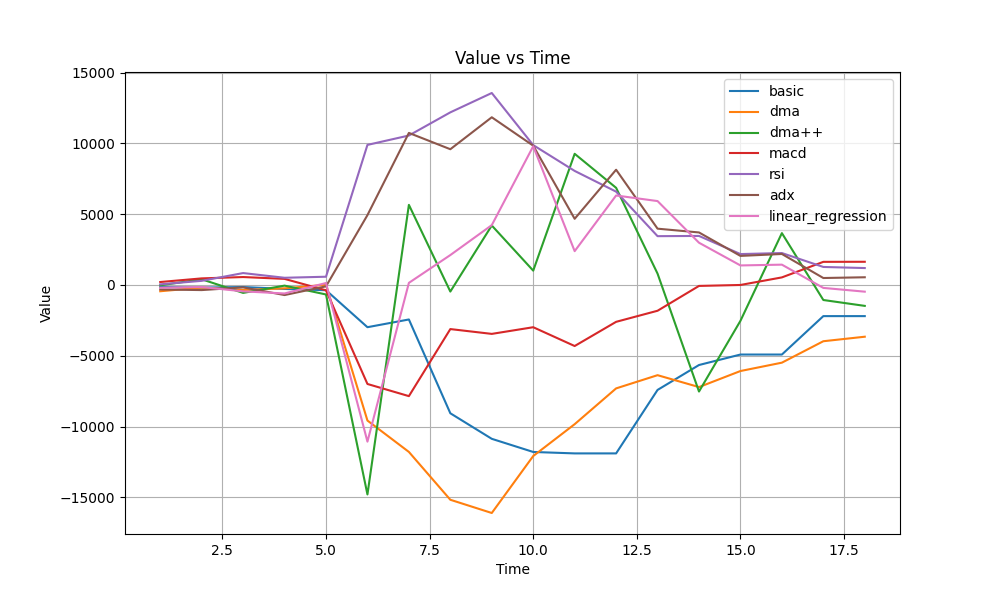 Value vs Time
Value
15000
10000
5000
0
−5000
−10000
−15000
basic
dma
dma++
macd
rsi
adx
linear_regression
2.5 5.0 7.5 10.0 12.5 15.0 17.5
Time